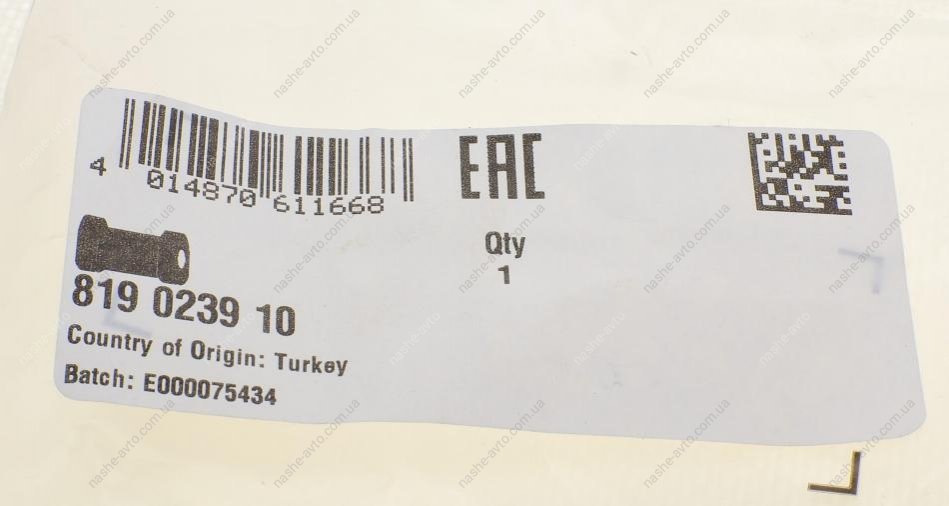 4 014870 611668
EAC
Qty
1
819 0239 10
Country of Origin: Turkey
Batch: E000075434
nashe-avto.com.ua